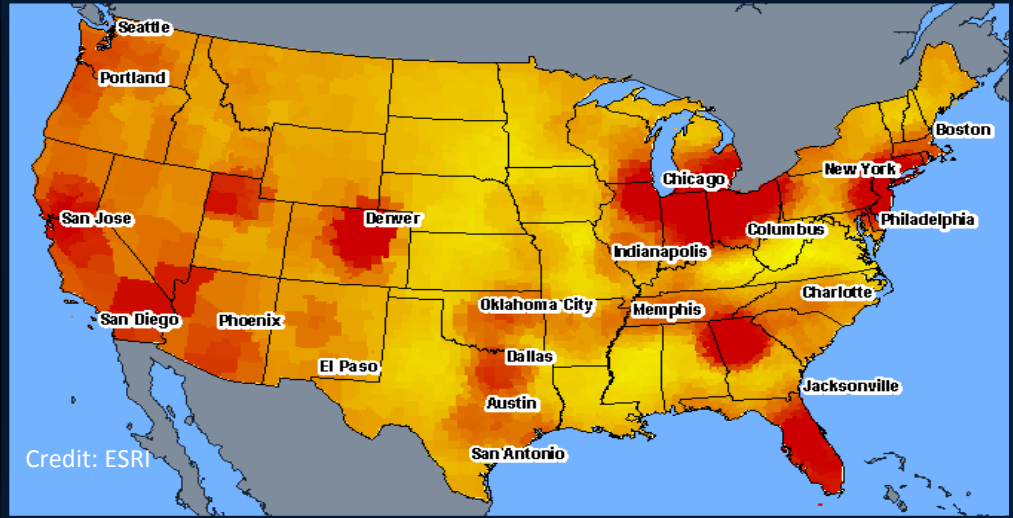 Seattle
Portland
Boston
New York
Chicago
San Jose
Denver
Philadelphia
Columbus
Indianapolis
Charlotte
Oklahoma City
Memphis
San Diego
Phoenix
Dallas
El Paso
Jacksonville
Austin
San Antonio
Credit: ESRI